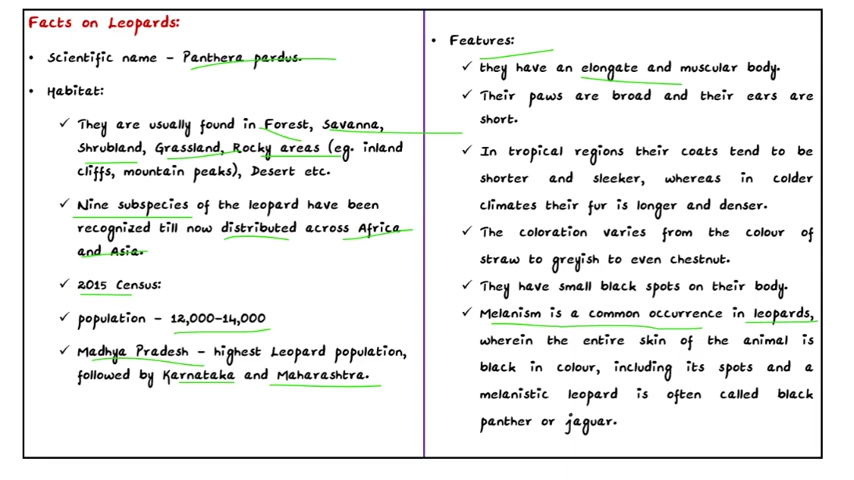 Facts on Leopards:
• Scientific name – Panthera pardus.
• Habitat:
✓ They are usually found in Forest, Savanna,
Shrubland, Grassland, Rocky areas (eg. inland
cliffs, mountain peaks), Desert etc.
✓ Nine subspecies of the leopard have been
recognized till now distributed across Africa
and Asia.
✓ 2015 Census:
✓ population – 12,000-14,000
✓ Madhya Pradesh – highest Leopard population,
followed by Karnataka and Maharashtra.
• Features:
✓ they have an elongate and muscular body.
✓ Their paws are broad and their ears are
short.
✓ In tropical regions their coats tend to be
shorter and sleeker, whereas in colder
climates their fur is longer and denser.
✓ The coloration varies from the colour of
straw to greyish to even chestnut.
✓ They have small black spots on their body.
✓ Melanism is a common occurrence in leopards,
wherein the entire skin of the animal is
black in colour, including its spots and a
melanistic leopard is often called black
panther or jaguar.